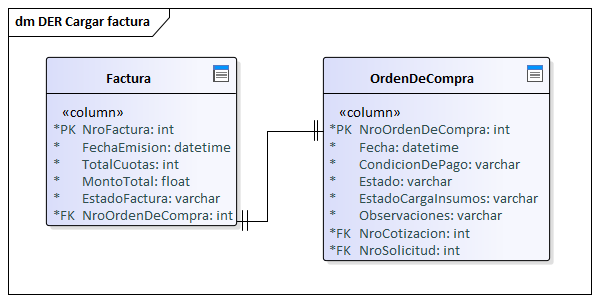 dm DER Cargar factura
Factura
«column»
*PK NroFactura: int
* FechaEmision: datetime
* TotalCuotas: int
* MontoTotal: float
* EstadoFactura: varchar
*FK NroOrdenDeCompra: int
OrdenDeCompra
«column»
*PK NroOrdenDeCompra: int
* Fecha: datetime
* CondicionDePago: varchar
* Estado: varchar
* EstadoCargaInsumos: varchar
* Observaciones: varchar
*FK NroCotizacion: int
*FK NroSolicitud: int